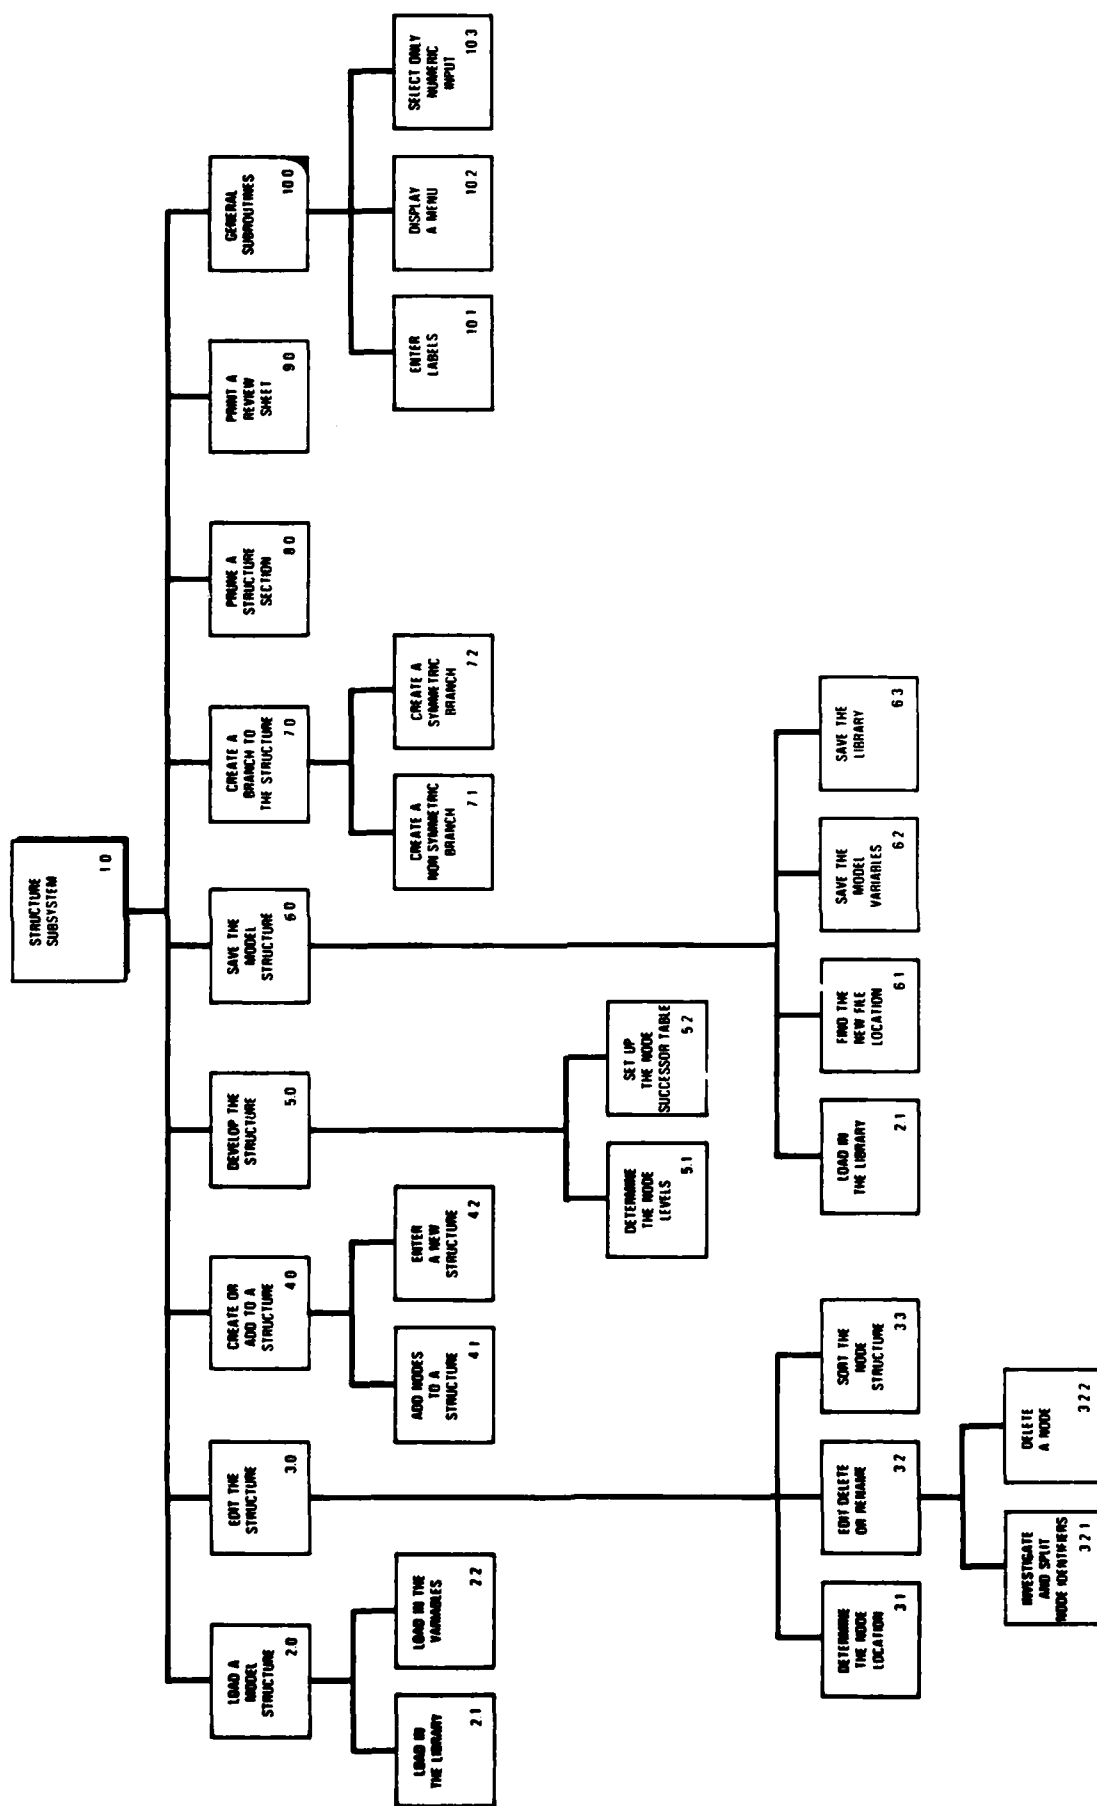 STRUCTURE
SUBSYSTEM
1 0
LOAD A
MODEL
STRUCTURE
2.0
EDIT THE
STRUCTURE
3.0
CREATE OR
ADD TO A
STRUCTURE
4 0
DEVELOP THE
STRUCTURE
5.0
SAVE THE
MODEL
STRUCTURE
6 0
CREATE A
BRANCH TO
THE STRUCTURE
7 0
PRUNE A
STRUCTURE
SECTION
8 0
PRINT A
REVIEW
SHEET
9 0
GENERAL
SUBROUTINES
10 0
LOAD IN
THE LIBRARY
2.1
LOAD IN THE
VARIABLES
2 2
ADD NODES
TO A
STRUCTURE
4.1
ENTER
A NEW
STRUCTURE
4 2
CREATE A
NON SYMMETRIC
BRANCH
7 1
CREATE A
SYMMETRIC
BRANCH
7 2
ENTER
LABELS
10 1
DISPLAY
A MENU
10 2
SELECT ONLY
NUMERIC
INPUT
10 3
DETERMINE
THE NODE
LEVELS
5.1
SET UP
THE NODE
SUCCESSOR TABLE
5.2
DETERMINE
THE NODE
LOCATION
3 1
EDIT DELETE
OR RENAME
3 2
SORT THE
NODE
STRUCTURE
3 3
LOAD IN
THE LIBRARY
2.1
FIND THE
NEW FILE
LOCATION
6.1
SAVE THE
MODEL
VARIABLES
6 2
SAVE THE
LIBRARY
6 3
INVESTIGATE
AND SPLIT
NODE IDENTIFIERS
3 2 1
DELETE
A NODE
3 2 2